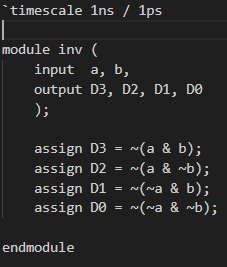 `timescale 1ns / 1ps
module inv (
input a, b,
output D3, D2, D1, D0
);
assign D3 = ~(a & b);
assign D2 = ~(a & ~b);
assign D1 = ~(~a & b);
assign D0 = ~(~a & ~b);
endmodule